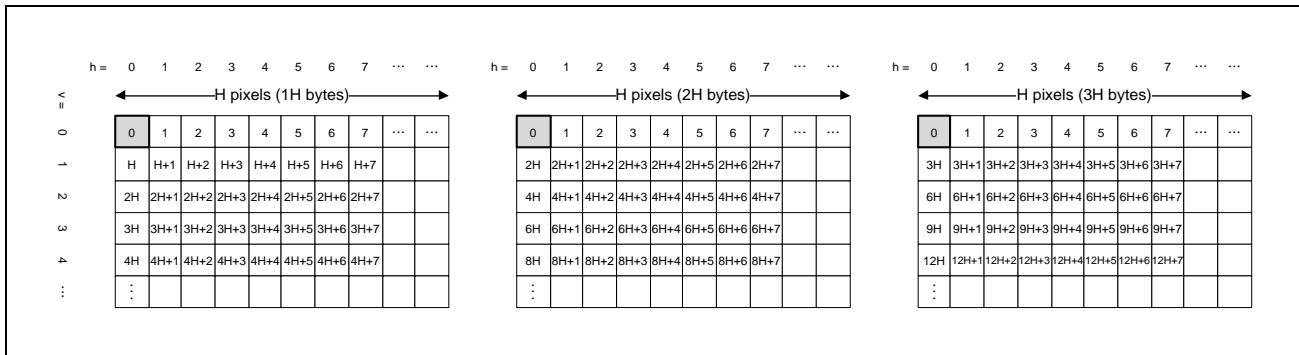 h = 0 1 2 3 4 5 6 7 ... ... h = 0 1 2 3 4 5 6 7 ... ... h = 0 1 2 3 4 5 6 7 ... ...
v = H pixels (1H bytes) H pixels (2H bytes) H pixels (3H bytes)
0 0 1 2 3 4 5 6 7 ... ... 0 1 2 3 4 5 6 7 ... ... 0 1 2 3 4 5 6 7 ... ...
1 H H+1 H+2 H+3 H+4 H+5 H+6 H+7 2H 2H+1 2H+2 2H+3 2H+4 2H+5 2H+6 2H+7 3H 3H+1 3H+2 3H+3 3H+4 3H+5 3H+6 3H+7
2 2H 2H+1 2H+2 2H+3 2H+4 2H+5 2H+6 2H+7 4H 4H+1 4H+2 4H+3 4H+4 4H+5 4H+6 4H+7 6H 6H+1 6H+2 6H+3 6H+4 6H+5 6H+6 6H+7
3 3H 3H+1 3H+2 3H+3 3H+4 3H+5 3H+6 3H+7 6H 6H+1 6H+2 6H+3 6H+4 6H+5 6H+6 6H+7 9H 9H+1 9H+2 9H+3 9H+4 9H+5 9H+6 9H+7
4 4H 4H+1 4H+2 4H+3 4H+4 4H+5 4H+6 4H+7 8H 8H+1 8H+2 8H+3 8H+4 8H+5 8H+6 8H+7 12H 12H+1 12H+2 12H+3 12H+4 12H+5 12H+6 12H+7
... ⋮ ⋮ ⋮